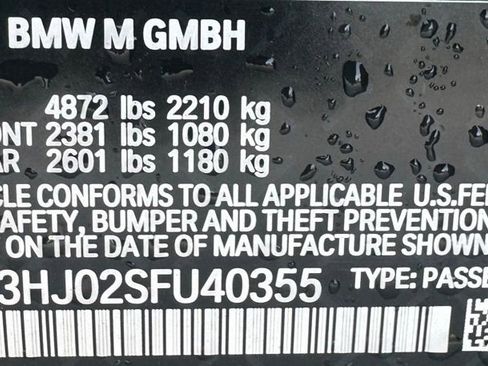 BMW M GMBH
4872 lbs 2210 kg
ONT 2381 lbs 1080 kg
AR 2601 lbs 1180 kg
CLE CONFORMS TO ALL APPLICABLE U.S.FE
SAFETY, BUMPER AND THEFT PREVENTION
ON THE DATE OF MANUFACTURE SHOWN
3HJ02SFU40355 TYPE: PASSE